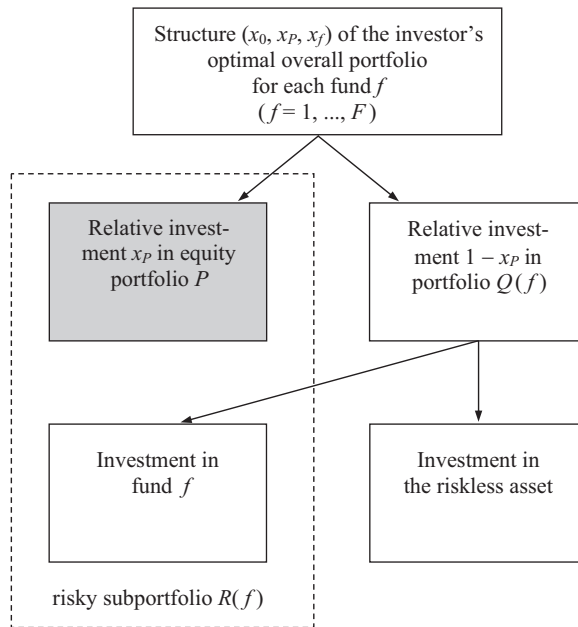 Structure (x0, xP, xf) of the investor's
optimal overall portfolio
for each fund f
(f = 1, ..., F)
Relative invest-
ment xP in equity
portfolio P
Relative invest-
ment 1 – xP in
portfolio Q(f)
Investment in
fund f
Investment in
the riskless asset
risky subportfolio R(f)